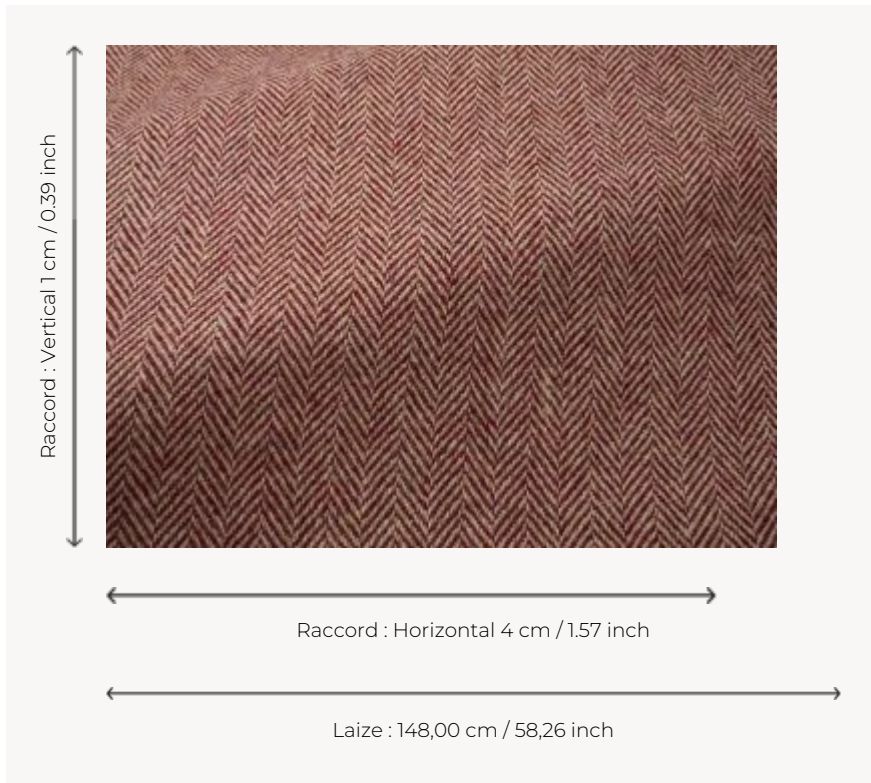 Raccord : Vertical 1 cm / 0.39 inch
Raccord : Horizontal 4 cm / 1.57 inch
Laize : 148,00 cm / 58,26 inch